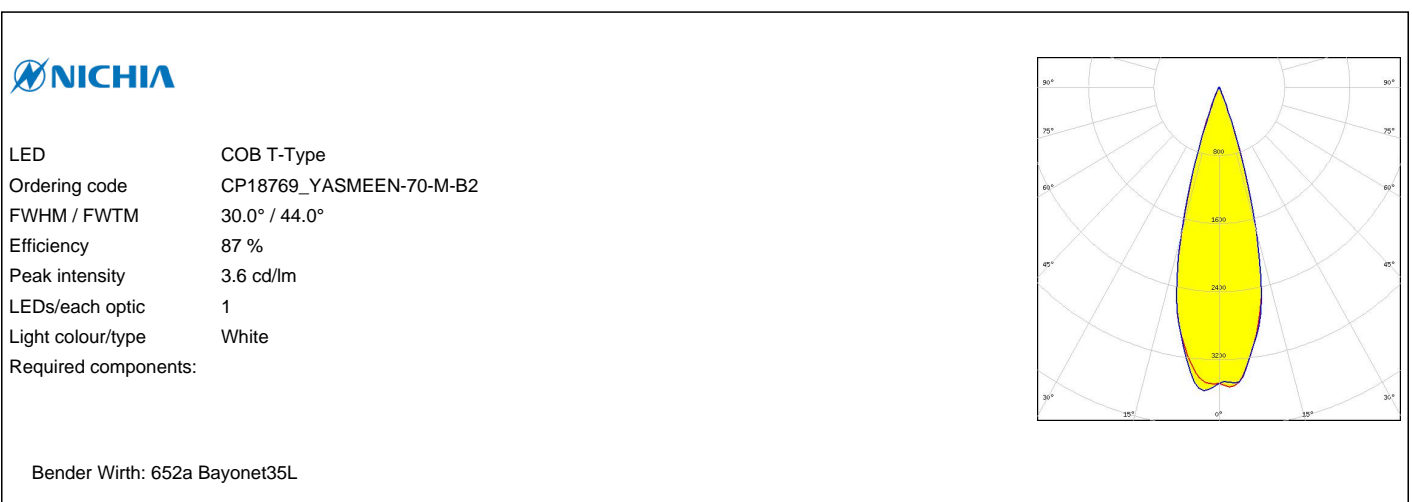 NICHIA
LED COB T-Type
Ordering code CP18769_YASMEEN-70-M-B2
FWHM / FWTM 30.0° / 44.0°
Efficiency 87 %
Peak intensity 3.6 cd/lm
LEDs/each optic 1
Light colour/type White
Required components:
Bender Wirth: 652a Bayonet35L
90° 90°
75° 75°
800
60° 60°
1600
45° 45°
2400
3200
30° 30°
15° 0° 15°